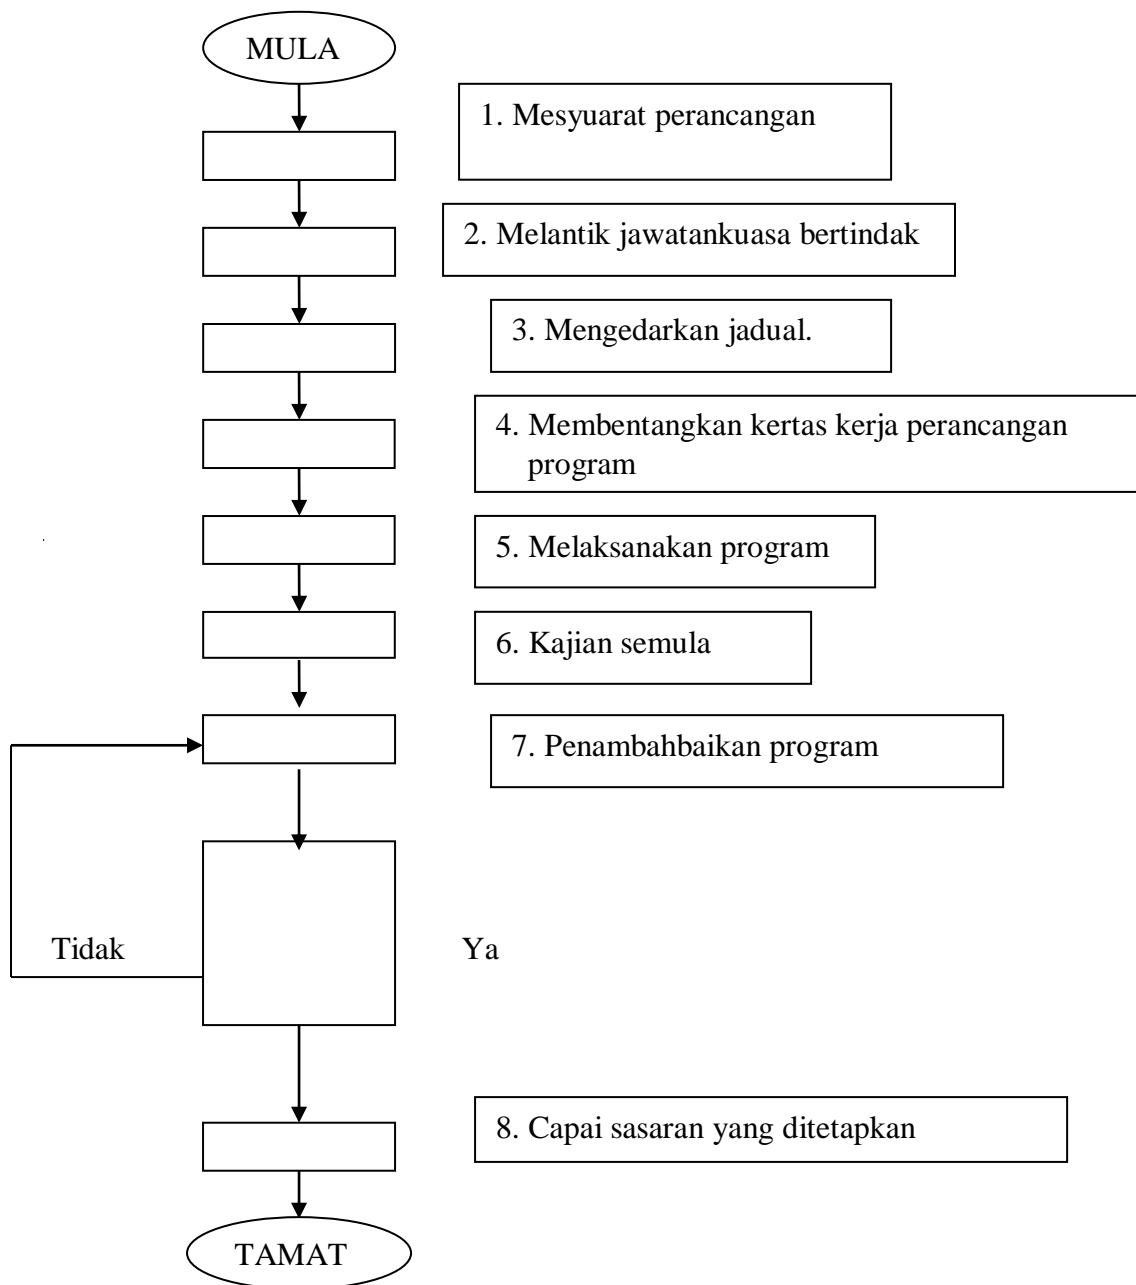 MULA
1. Mesyuarat perancangan
2. Melantik jawatankuasa bertindak
3. Mengedarkan jadual.
4. Membentangkan kertas kerja perancangan
program
5. Melaksanakan program
6. Kajian semula
7. Penambahbaikan program
Tidak
Ya
8. Capai sasaran yang ditetapkan
TAMAT